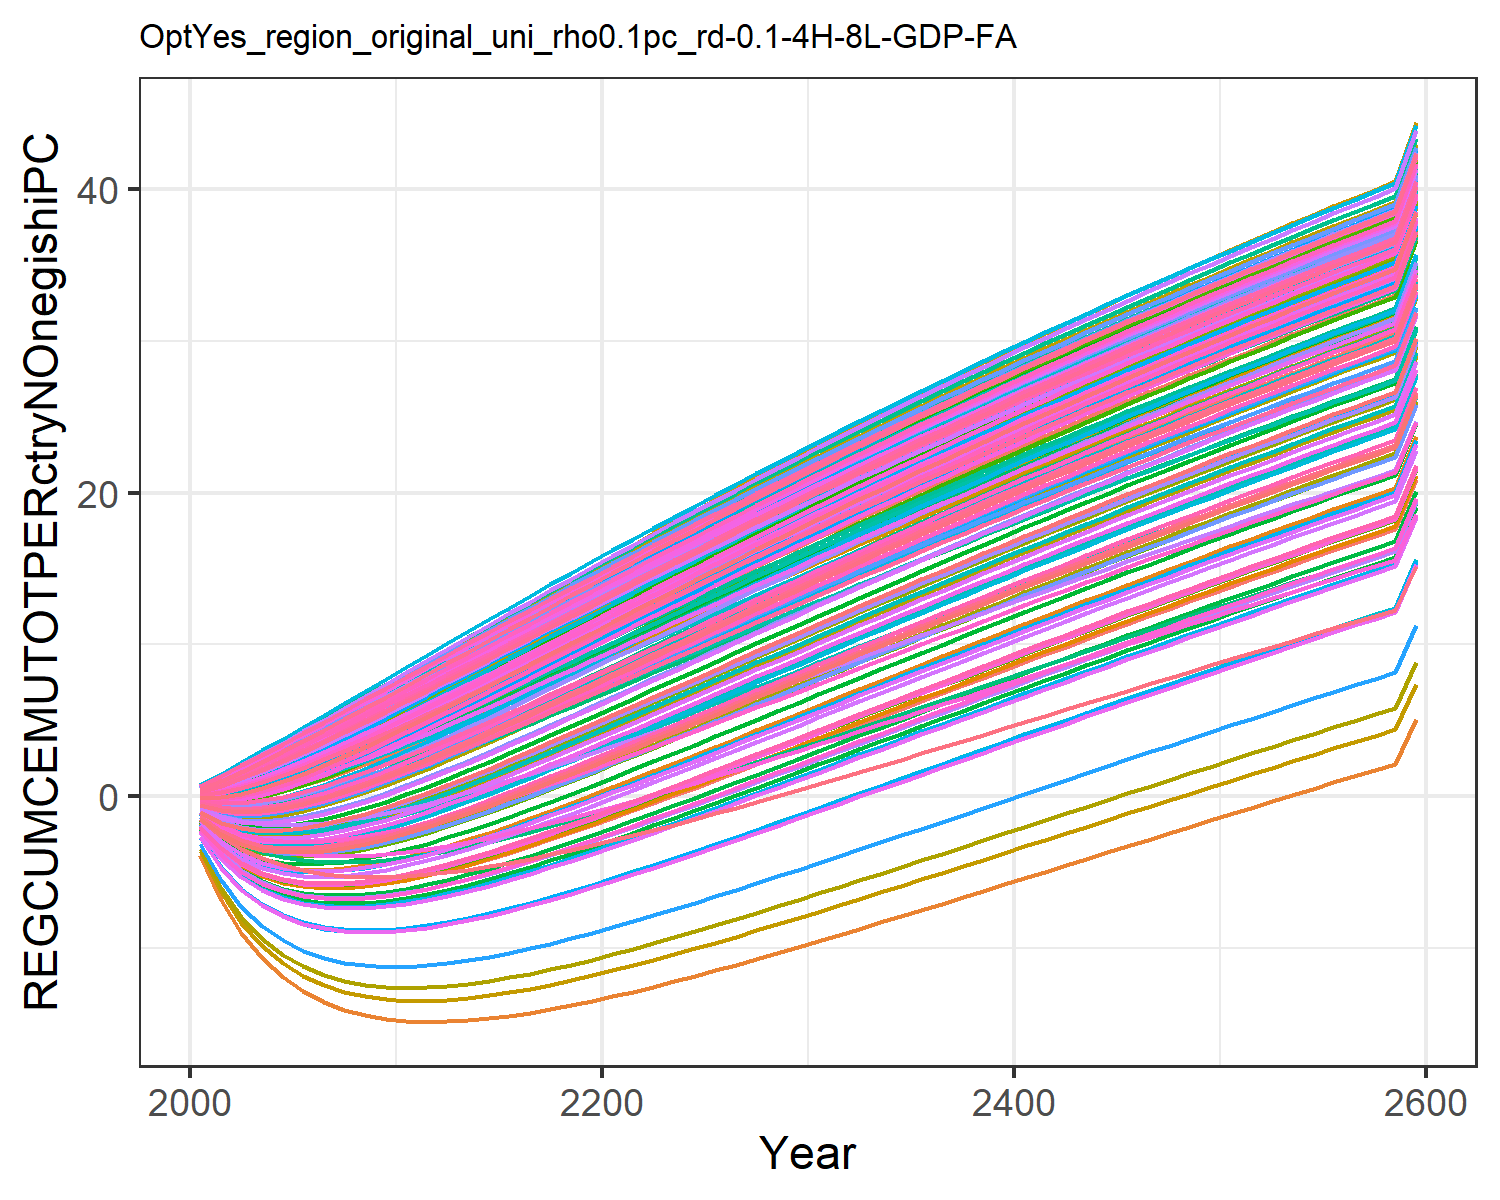 OptYes_region_original_uni_rho0.1pc_rd-0.1-4H-8L-GDP-FA
REGCUMCEMUTOTPERctryNOnegishiPC
40
20
0
2000
2200
2400
2600
Year